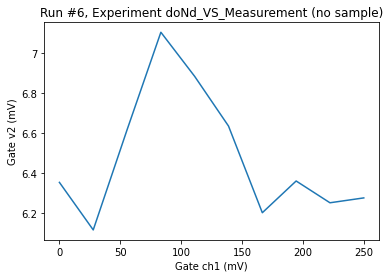 Run #6, Experiment doNd_VS_Measurement (no sample)
7
6.8
6.6
6.4
6.2
Gate v2 (mV)
0 50 100 150 200 250
Gate ch1 (mV)